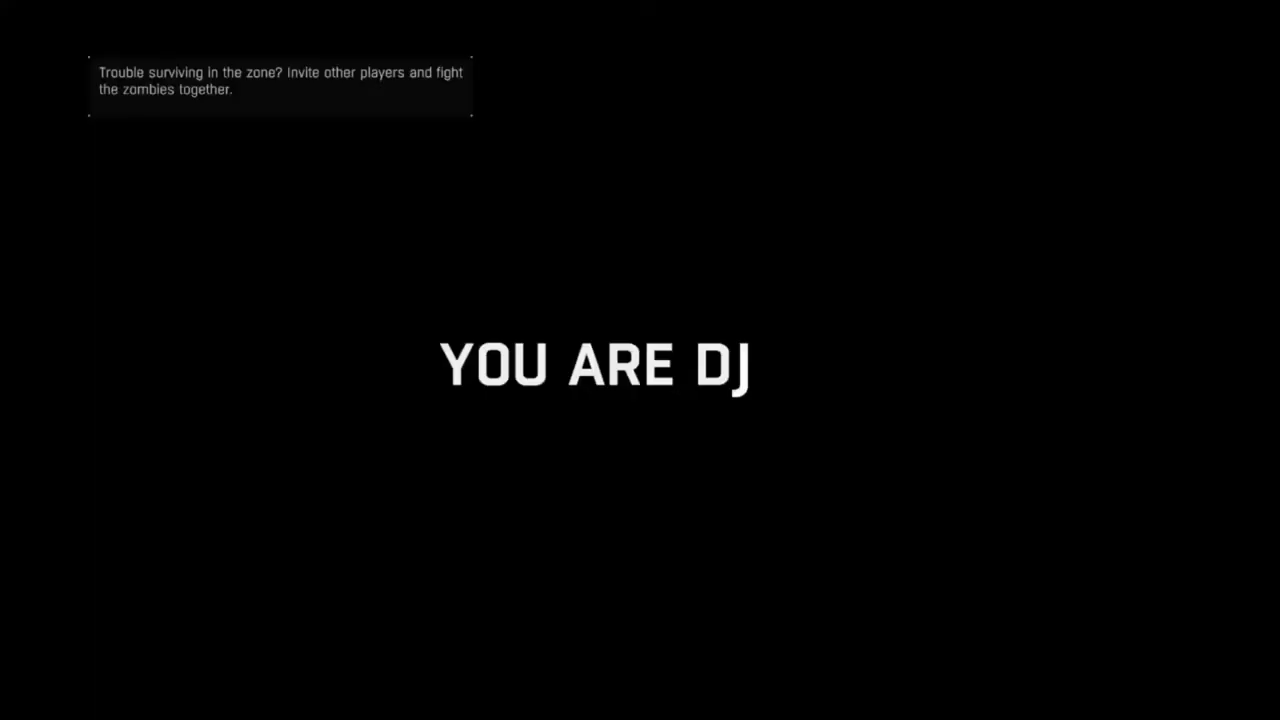 Trouble surviving in the zone? Invite other players and fight
the zombies together.
YOU ARE DJ